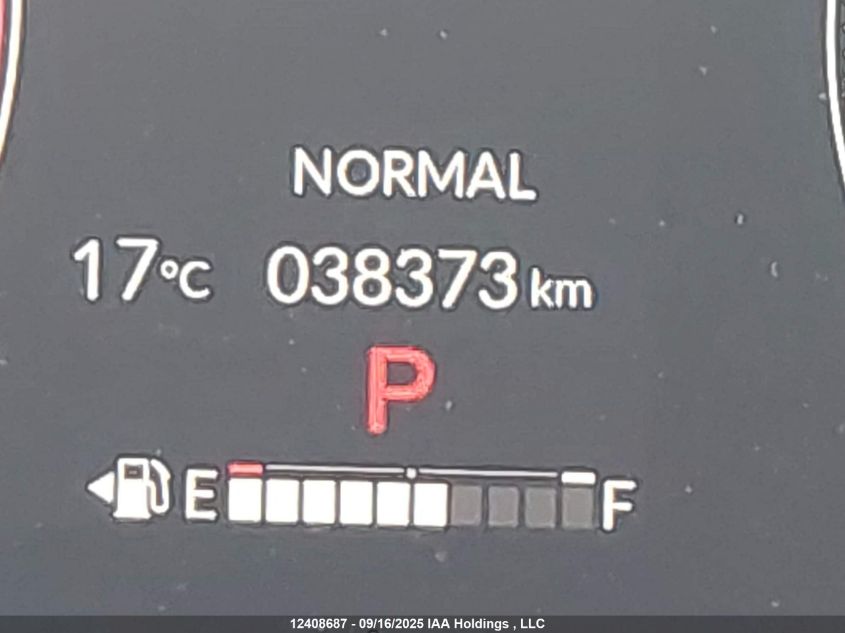 NORMAL
17°C 038373 km
P
E F
12408687 - 09/16/2025 IAA Holdings , LLC